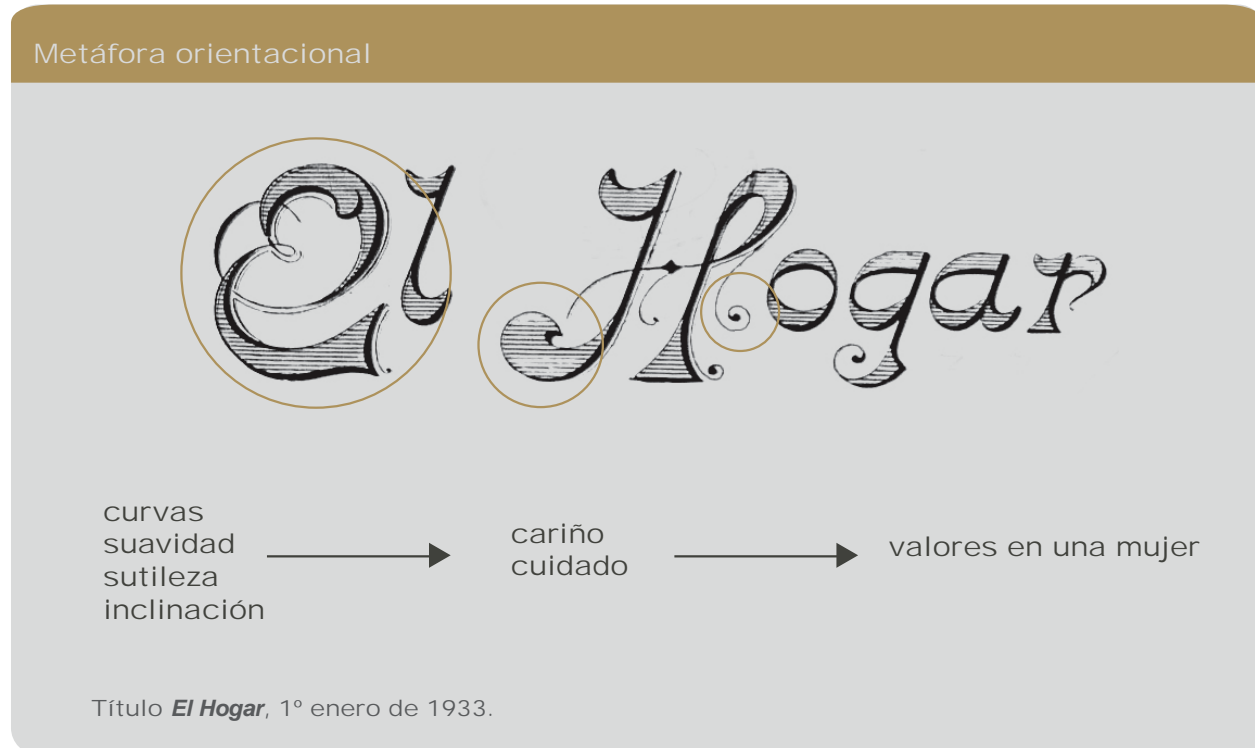 Metáfora orientacional
El Hogar
curvas
suavidad
sutileza
inclinación
cariño
cuidado
valores en una mujer
Título El Hogar, 1º enero de 1933.